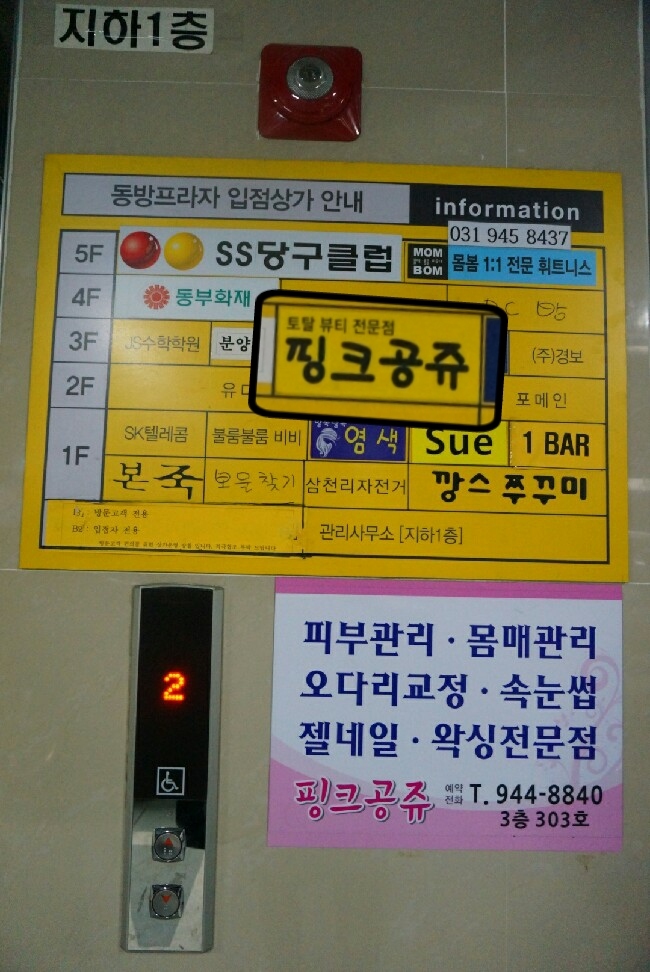 지하1층
동방프라자 입점상가 안내 information
031 945 8437
5F SS당구클럽 MOM BOM 몸봄 1:1 전문 휘트니스
4F 동부화재 PC 방
토탈 뷰티 전문점
핑크공쥬
3F JS수학학원 분양 (주)경보
2F 유 포메인
1F SK텔레콤 불룸불룸 비비 염색 Sue 1 BAR
본죽 보물찾기 삼천리자전거 깡스 쭈꾸미
관리사무소 [지하1층]
2
피부관리 · 몸매관리
오다리교정 · 속눈썹
젤네일 · 왁싱전문점
핑크공쥬 예약전화 T. 944-8840
3층 303호